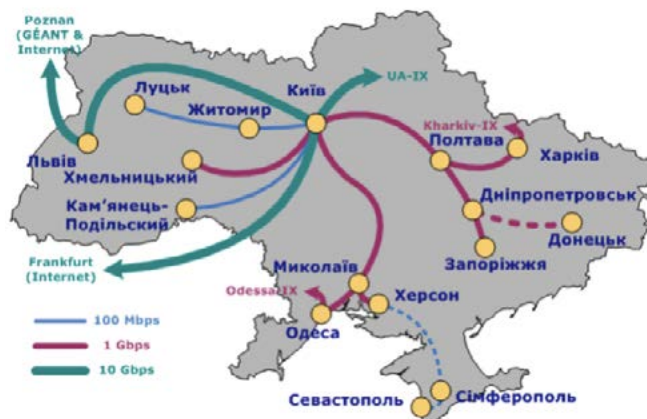 Poznan
(GÉANT &
Internet)
Луцьк
Житомир
Київ
UA-IX
Львів
Хмельницький
Кам’янець-
Подільский
Kharkiv-IX
Полтава
Харків
Дніпропетровськ
Донецьк
Запоріжжя
Frankfurt
(Internet)
Миколаїв
Odessa-IX
Херсон
Одеса
100 Mbps
1 Gbps
10 Gbps
Севастополь
Сімферополь